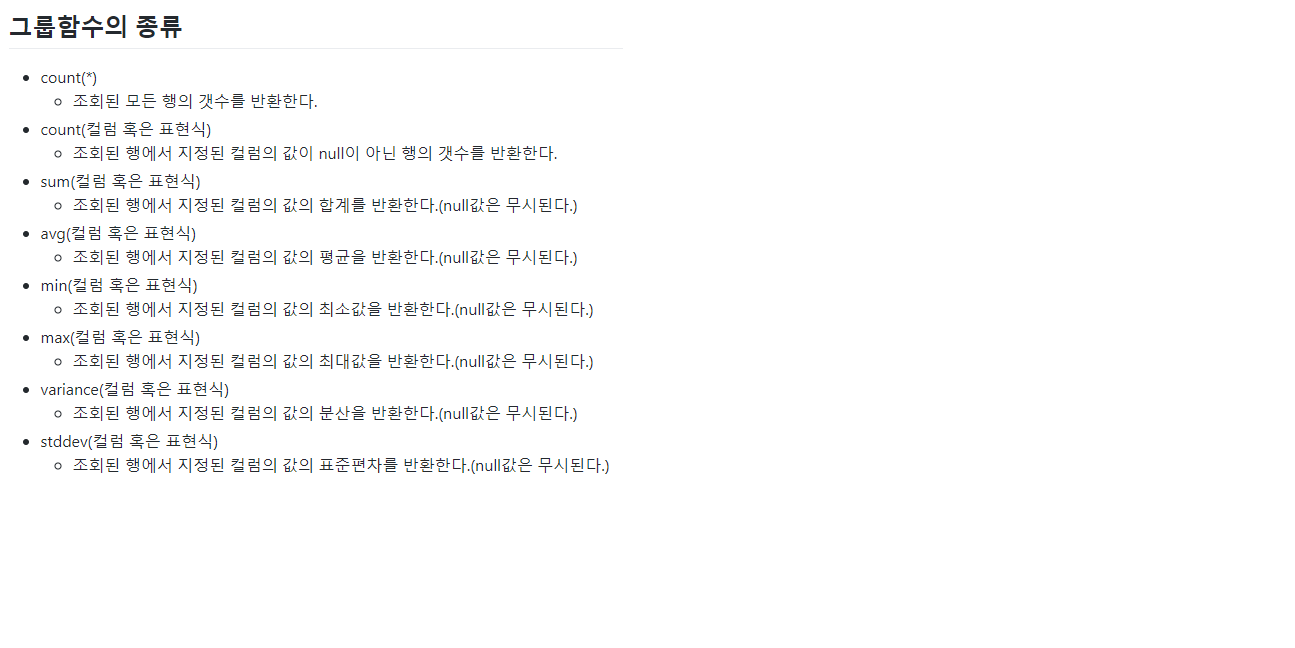 그룹함수의 종류
count(*)
조회된 모든 행의 갯수를 반환한다.
count(컬럼 혹은 표현식)
조회된 행에서 지정된 컬럼의 값이 null이 아닌 행의 갯수를 반환한다.
sum(컬럼 혹은 표현식)
조회된 행에서 지정된 컬럼의 값의 합계를 반환한다.(null값은 무시된다.)
avg(컬럼 혹은 표현식)
조회된 행에서 지정된 컬럼의 값의 평균을 반환한다.(null값은 무시된다.)
min(컬럼 혹은 표현식)
조회된 행에서 지정된 컬럼의 값의 최소값을 반환한다.(null값은 무시된다.)
max(컬럼 혹은 표현식)
조회된 행에서 지정된 컬럼의 값의 최대값을 반환한다.(null값은 무시된다.)
variance(컬럼 혹은 표현식)
조회된 행에서 지정된 컬럼의 값의 분산을 반환한다.(null값은 무시된다.)
stddev(컬럼 혹은 표현식)
조회된 행에서 지정된 컬럼의 값의 표준편차를 반환한다.(null값은 무시된다.)